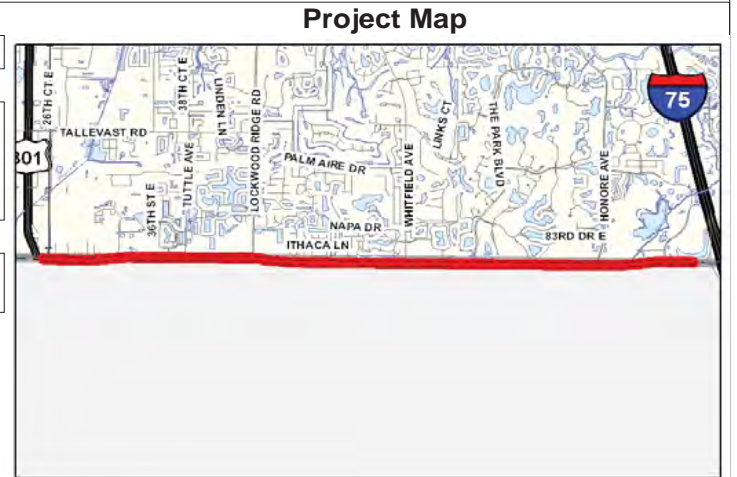 Project Map
26TH CT E
38TH CT E
LINDEN LN
LOCKWOOD RIDGE RD
LINKS CT
THE PARK BLVD
75
TALLEVAST RD
301
PALM AIRE DR
36TH ST E
TUTTLE AVE
WHITFIELD AVE
HONORE AVE
NAPA DR
83RD DR E
ITHACA LN